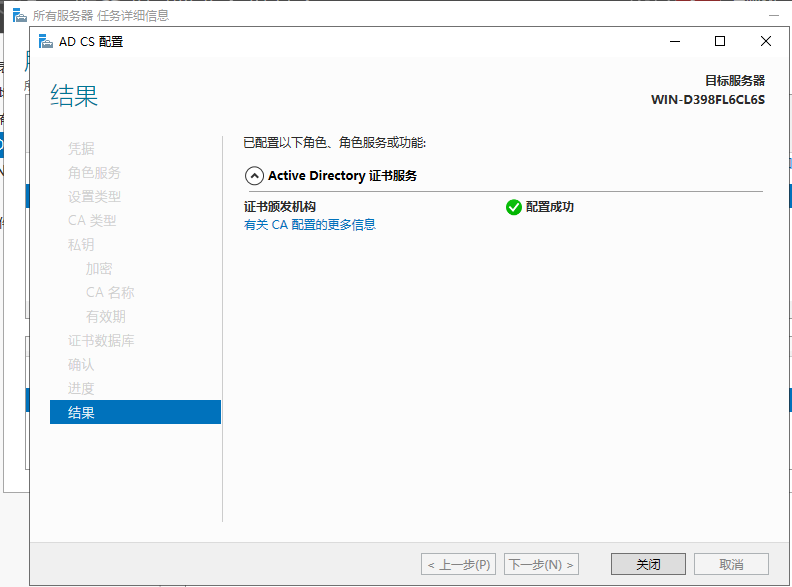 所有服务器 任务详细信息
AD CS 配置
结果
目标服务器
WIN-D398FL6CL6S
凭据
角色服务
设置类型
CA 类型
私钥
加密
CA 名称
有效期
证书数据库
确认
进度
结果
已配置以下角色、角色服务或功能:
Active Directory 证书服务
证书颁发机构
配置成功
有关 CA 配置的更多信息
< 上一步(P)
下一步(N) >
关闭
取消